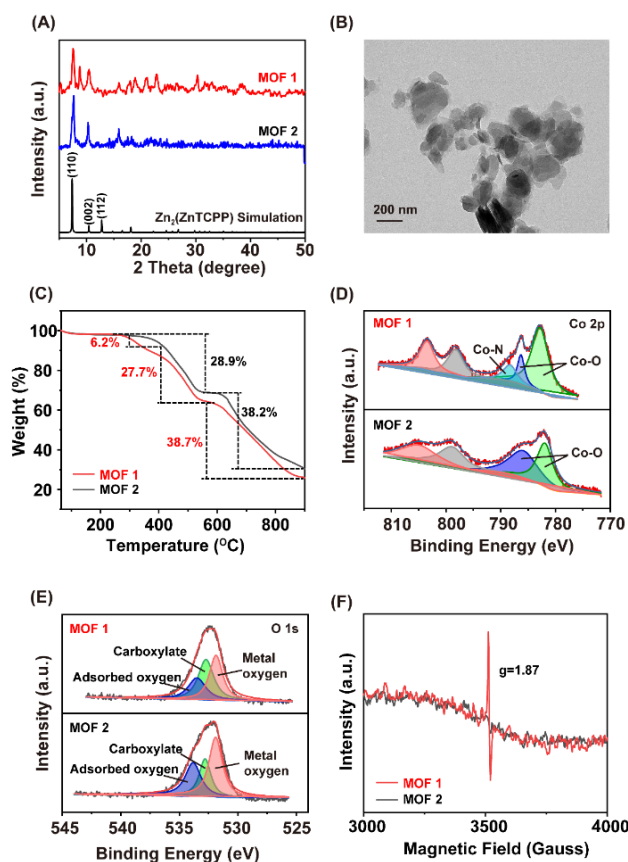 (A)
MOF 1
MOF 2
(110)
(002)
(112)
Zn₂(ZnTCPP) Simulation
Intensity (a.u.)
10 20 30 40 50
2 Theta (degree)
(B)
200 nm
(C)
100
80
60
40
20
6.2%
27.7%
38.7%
28.9%
38.2%
MOF 1
MOF 2
Weight (%)
200 400 600 800
Temperature (⁰C)
(D)
MOF 1
Co 2p
Co-N
Co-O
MOF 2
Co-O
Intensity (a.u.)
810 800 790 780 770
Binding Energy (eV)
(E)
MOF 1
O 1s
Carboxylate
Adsorbed oxygen
Metal
oxygen
MOF 2
Carboxylate
Adsorbed oxygen
Metal
oxygen
Intensity (a.u.)
545 540 535 530 525
Binding Energy (eV)
(F)
g=1.87
MOF 1
MOF 2
Intensity (a.u.)
3000 3500 4000
Magnetic Field (Gauss)